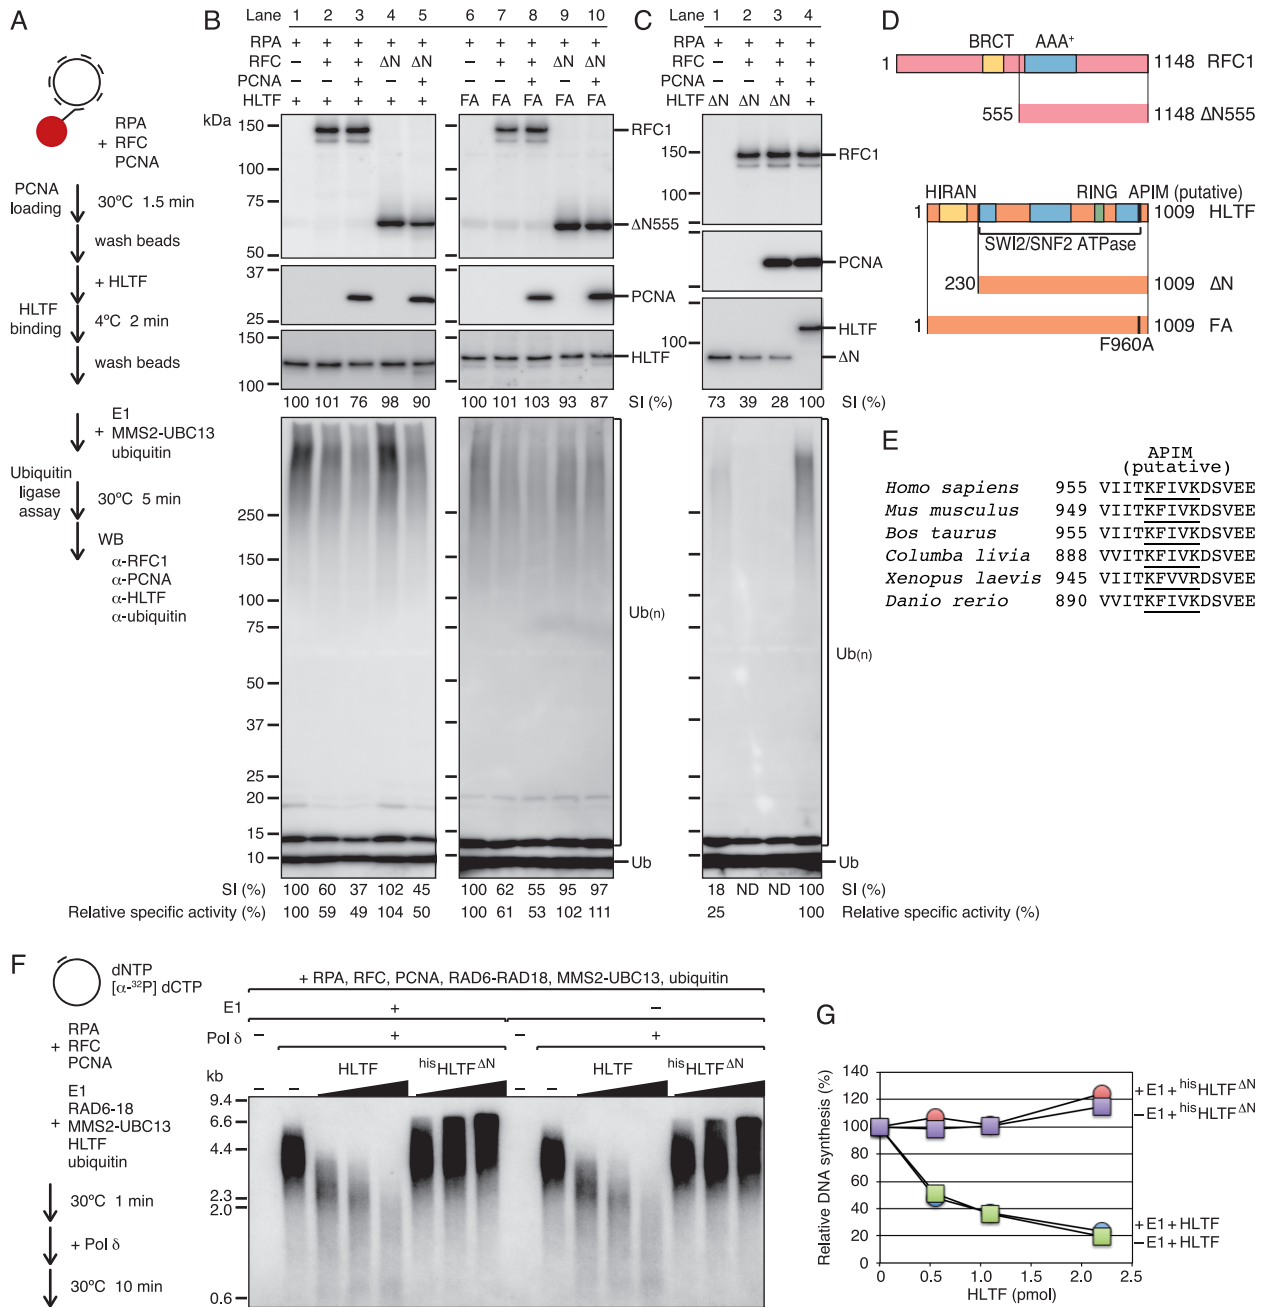 A
RPA
+ RFC
PCNA
PCNA loading
30ºC 1.5 min
wash beads
+ HLTF
HLTF binding
4ºC 2 min
wash beads
E1
+ MMS2-UBC13
ubiquitin
Ubiquitin ligase assay
30ºC 5 min
WB
α-RFC1
α-PCNA
α-HLTF
α-ubiquitin
B
Lane 1 2 3 4 5 6 7 8 9 10
RPA + + + + + + + + + +
RFC – + + ΔN ΔN – + + ΔN ΔN
PCNA – – + – + – – + – +
HLTF + + + + + FA FA FA FA FA
kDa
150
100
75
50
RFC1
ΔN555
37
25
PCNA
150
100
HLTF
100 101 76 98 90 100 101 103 93 87 SI (%)
250
150
100
75
50
37
25
20
15
10
Ub(n)
Ub
SI (%) 100 60 37 102 45 100 62 55 95 97
Relative specific activity (%) 100 59 49 104 50 100 61 53 102 111
C
Lane 1 2 3 4
RPA + + + +
RFC – + + +
PCNA – – + +
HLTF ΔN ΔN ΔN +
150
100
RFC1
PCNA
100
HLTF
ΔN
73 39 28 100 SI (%)
Ub(n)
Ub
18 ND ND 100 SI (%)
25 100 Relative specific activity (%)
D
BRCT AAA+
1 1148 RFC1
555 1148 ΔN555
HIRAN RING APIM (putative)
1 1009 HLTF
SWI2/SNF2 ATPase
230 1009 ΔN
1 1009 FA
F960A
E
APIM
(putative)
Homo sapiens 955 VIITKFIVKDSVEE
Mus musculus 949 VIITKFIVKDSVEE
Bos taurus 955 VIITKFIVKDSVEE
Columba livia 888 VVITKFIVKDSVEE
Xenopus laevis 945 VIITKFVVRDSVEE
Danio rerio 890 VVITKFIVKDSVEE
F
dNTP
[α-32P] dCTP
RPA
+ RFC
PCNA
E1
RAD6-18
+ MMS2-UBC13
HLTF
ubiquitin
30ºC 1 min
+ Pol δ
30ºC 10 min
+ RPA, RFC, PCNA, RAD6-RAD18, MMS2-UBC13, ubiquitin
E1 + –
Pol δ – + – +
HLTF hisHLTFΔN HLTF hisHLTFΔN
kb – – – –
9.4
6.6
4.4
2.3
2.0
0.6
G
Relative DNA synthesis (%)
140
120
100
80
60
40
20
0
0 0.5 1.0 1.5 2.0 2.5
HLTF (pmol)
+E1+hisHLTFΔN
–E1+hisHLTFΔN
+E1+HLTF
–E1+HLTF